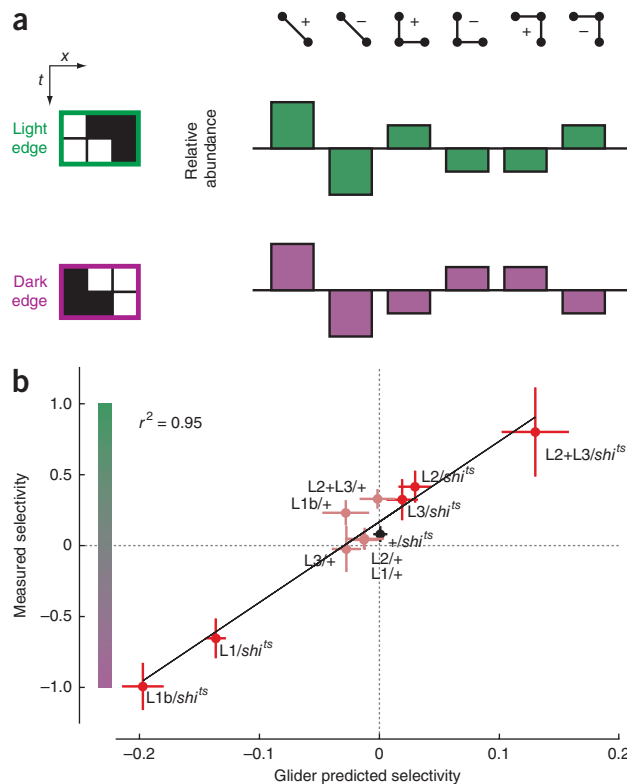 a
+ − + − + −
x
t
Light
edge
Relative
abundance
Dark
edge
b
1.0
0.5
0
−0.5
−1.0
Measured selectivity
r² = 0.95
L2+L3/shi^ts
L2+L3/+
L2/shi^ts
L1b/+
L3/shi^ts
+/shi^ts
L3/+
L2/+
L1/+
L1/shi^ts
L1b/shi^ts
−0.2 −0.1 0 0.1 0.2
Glider predicted selectivity